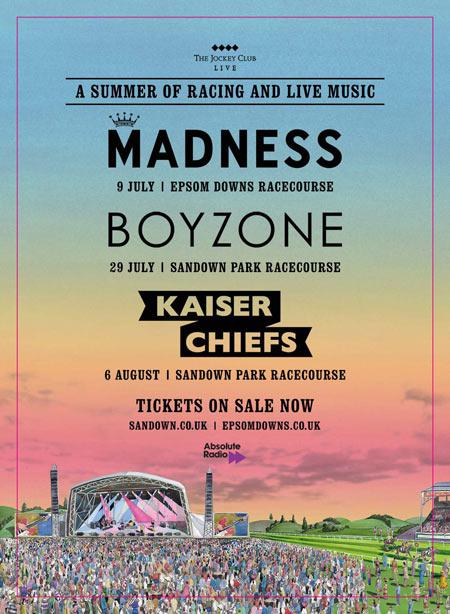 THE JOCKEY CLUB
LIVE
A SUMMER OF RACING AND LIVE MUSIC
MADNESS
9 JULY | EPSOM DOWNS RACECOURSE
BOYZONE
29 JULY | SANDOWN PARK RACECOURSE
KAISER
CHIEFS
6 AUGUST | SANDOWN PARK RACECOURSE
TICKETS ON SALE NOW
SANDOWN.CO.UK | EPSOMDOWNS.CO.UK
Absolute
Radio